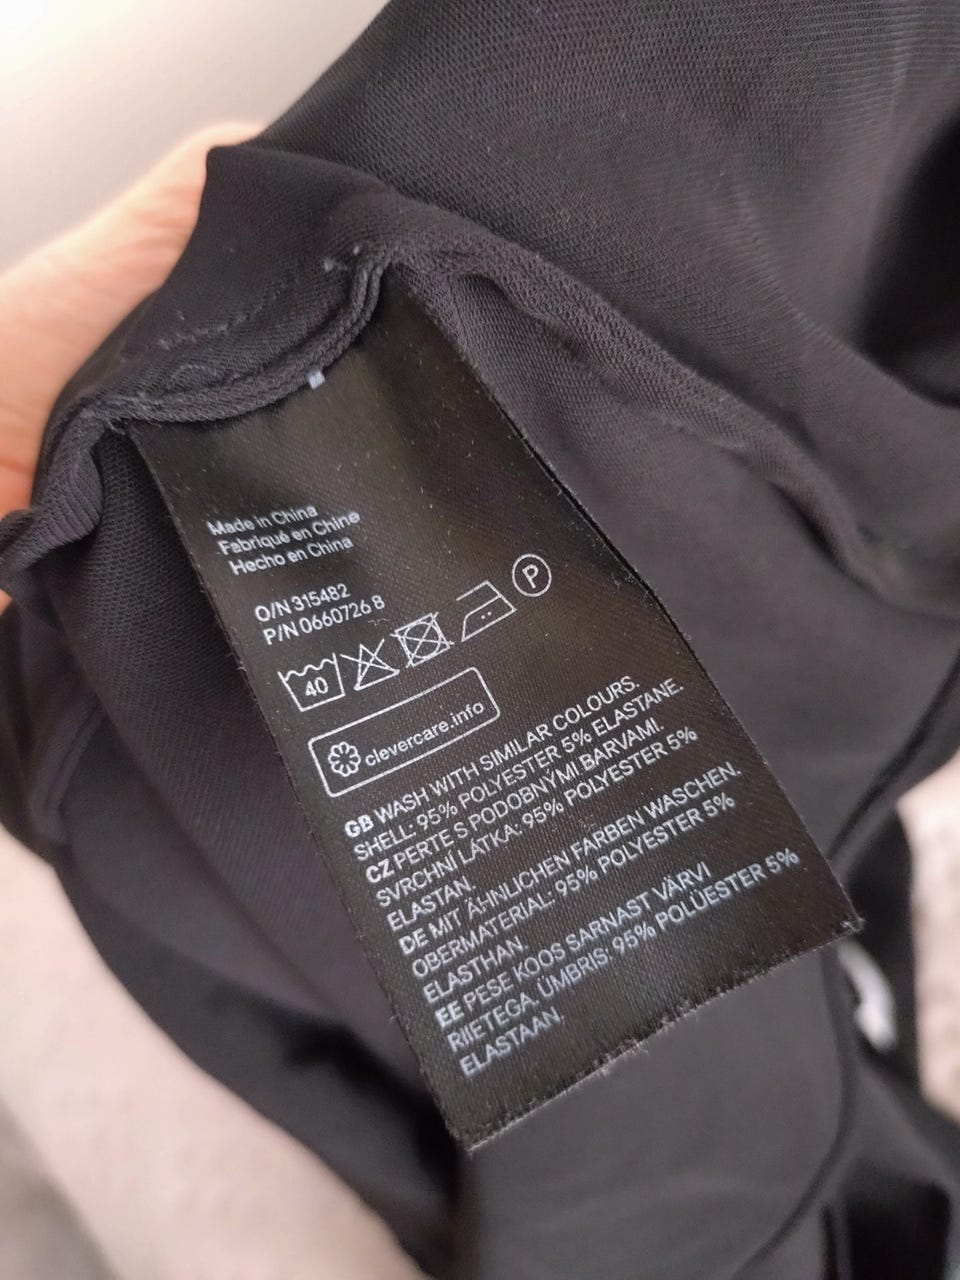 Made in China
Fabriqué en Chine
Hecho en China
O/N 315482
P/N 0660726.8
40
P
clevercare.info
GB WASH WITH SIMILAR COLOURS.
SHELL: 95% POLYESTER 5% ELASTANE.
CZ PERTE S PODOBNÝMI BARVAMI.
SVRCHNÍ LÁTKA: 95% POLYESTER 5%
ELASTAN.
DE MIT ÄHNLICHEN FARBEN WASCHEN.
OBERMATERIAL: 95% POLYESTER 5%
ELASTHAN.
EE PESE KOOS SARNAST VÄRVI
RIIETEGA. ÜMBRIS: 95% POLÜESTER 5%
ELASTAAN.